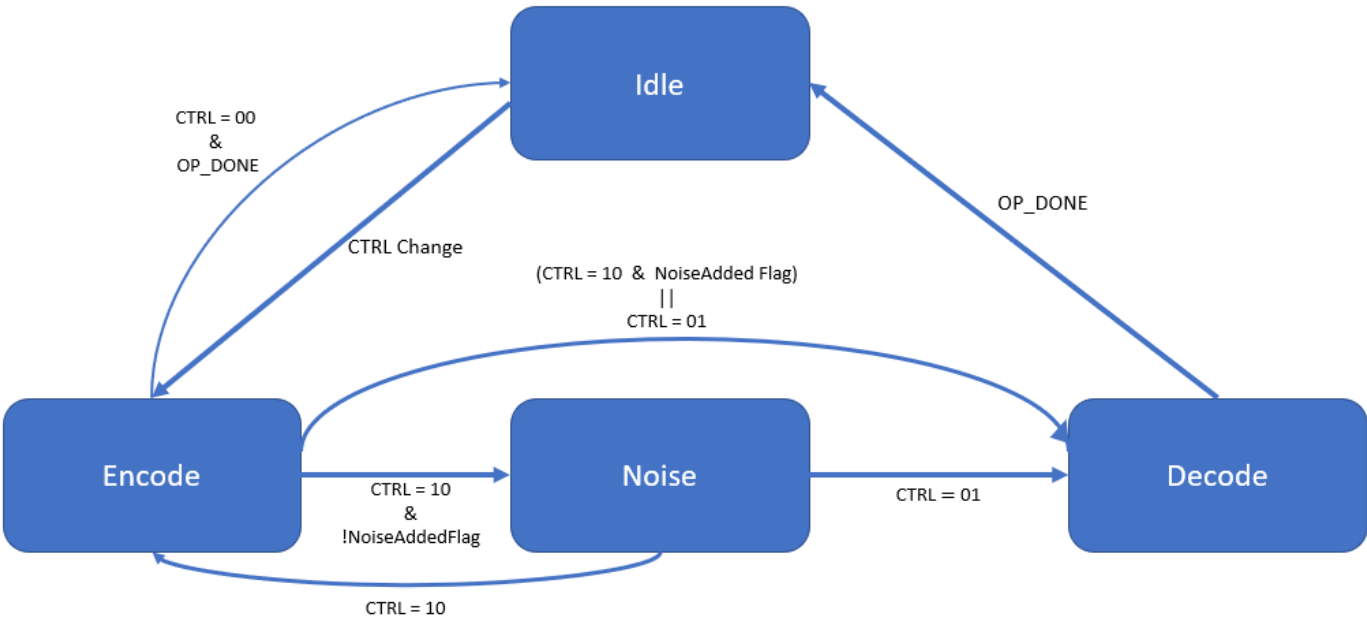 Idle
CTRL = 00
&
OP_DONE
OP_DONE
CTRL Change
(CTRL = 10 & NoiseAdded Flag)
||
CTRL = 01
Encode
Noise
Decode
CTRL = 10
&
!NoiseAddedFlag
CTRL = 01
CTRL = 10